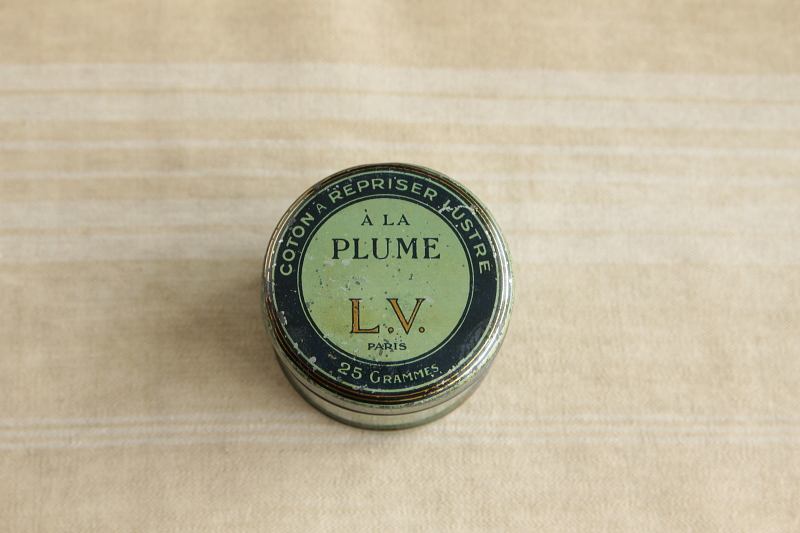 COTON A REPRISER LUSTRE
À LA
PLUME
L.V.
PARIS
25 GRAMMES